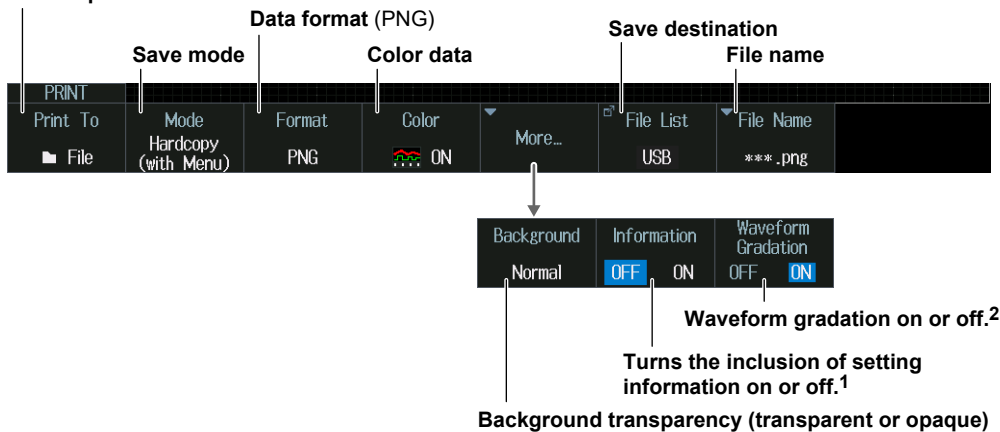 Data format (PNG)
Save destination
Save mode
Color data
File name
PRINT
Print To
Mode
Format
Color
More...
File List
File Name
File
Hardcopy
(with Menu)
PNG
ON
USB
***.png
Background
Information
Waveform
Gradation
Normal
OFF ON
OFF ON
Waveform gradation on or off.2
Turns the inclusion of setting
information on or off.1
Background transparency (transparent or opaque)